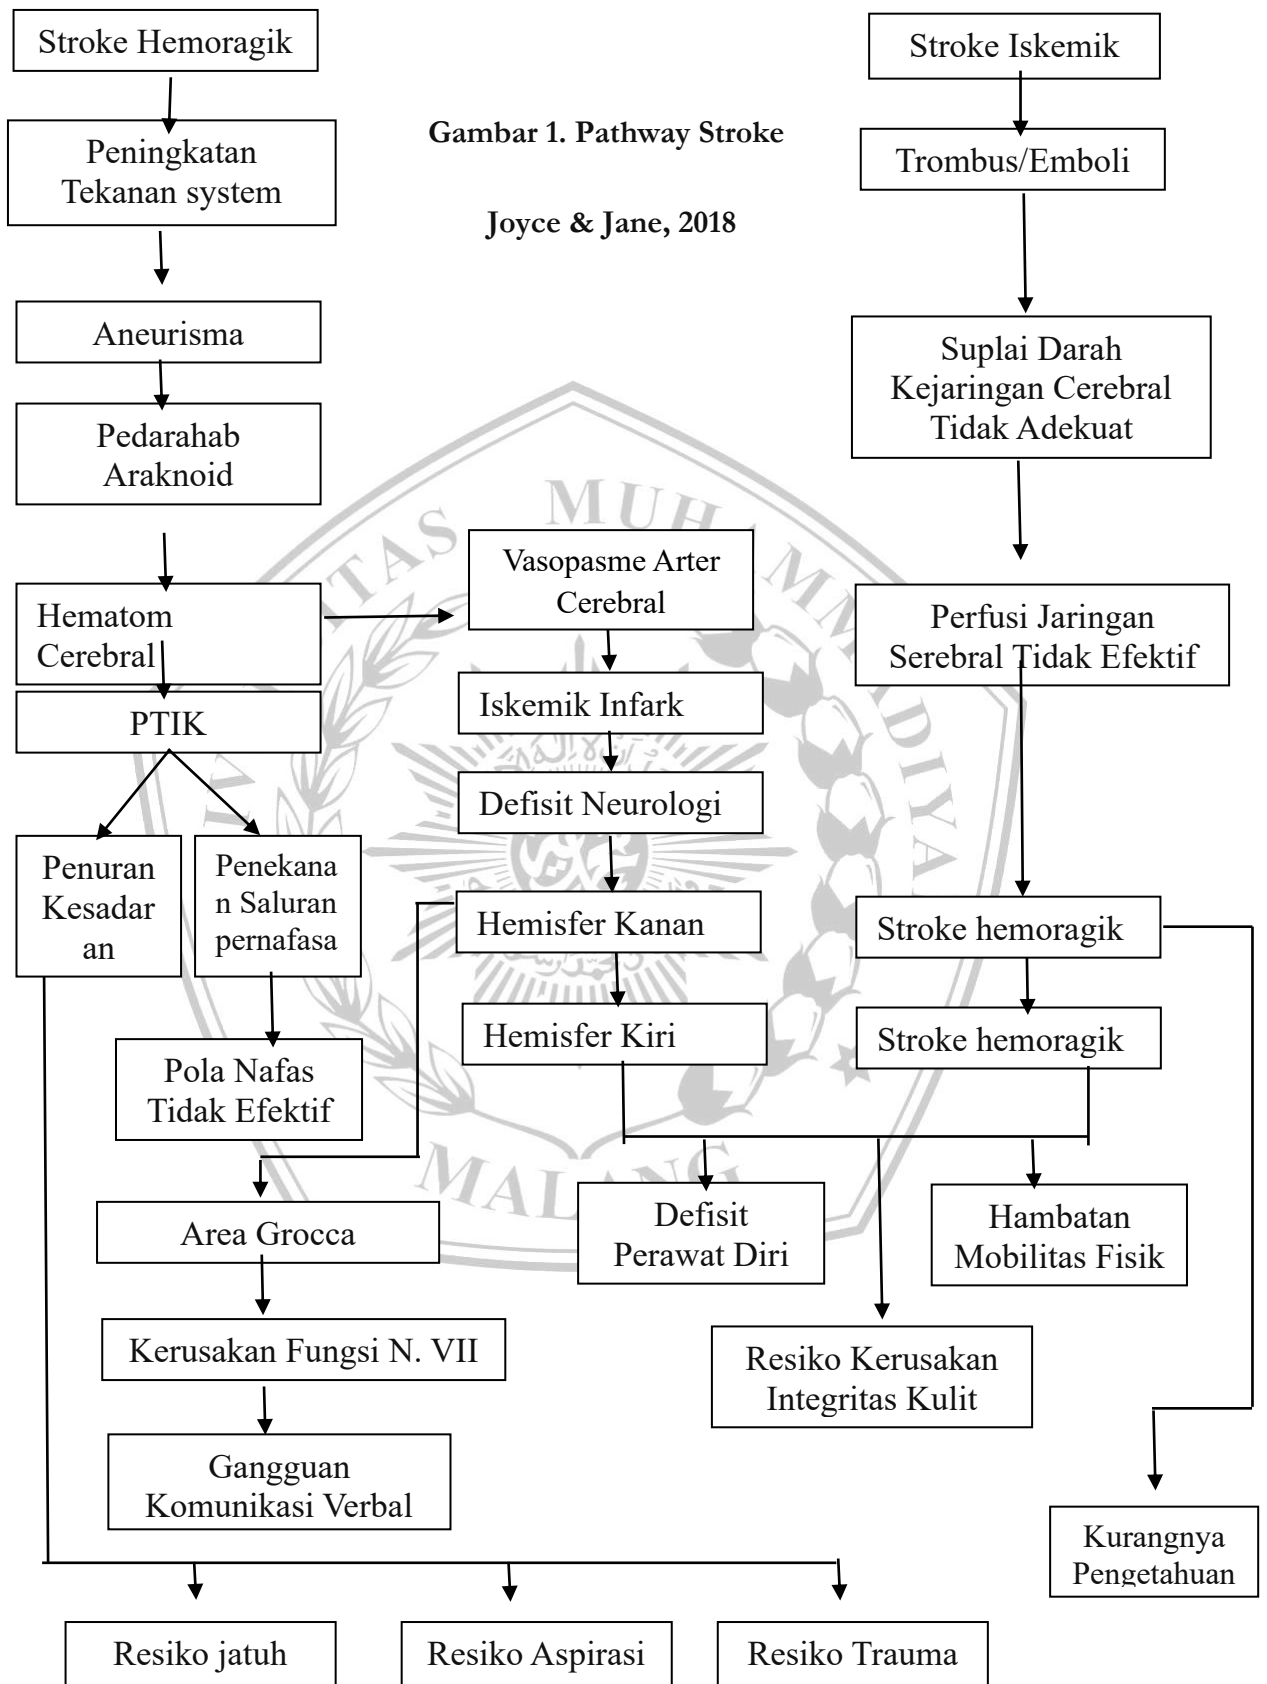 Stroke Hemoragik
Stroke Iskemik
Gambar 1. Pathway Stroke
Joyce & Jane, 2018
Peningkatan
Tekanan system
Trombus/Emboli
Aneurisma
Suplai Darah
Kejaringan Cerebral
Tidak Adekuat
Pedarahab
Araknoid
Vasopasme Arter
Cerebral
Hematom
Cerebral
Perfusi Jaringan
Serebral Tidak Efektif
PTIK
Iskemik Infark
Defisit Neurologi
Penuran
Kesadar
an
Penekana
n Saluran
pernafasa
Hemisfer Kanan
Stroke hemoragik
Hemisfer Kiri
Stroke hemoragik
Pola Nafas
Tidak Efektif
Area Grocca
Defisit
Perawat Diri
Hambatan
Mobilitas Fisik
Kerusakan Fungsi N. VII
Resiko Kerusakan
Integritas Kulit
Gangguan
Komunikasi Verbal
Kurangnya
Pengetahuan
Resiko jatuh
Resiko Aspirasi
Resiko Trauma
MUHAMMADIYA
MALANG